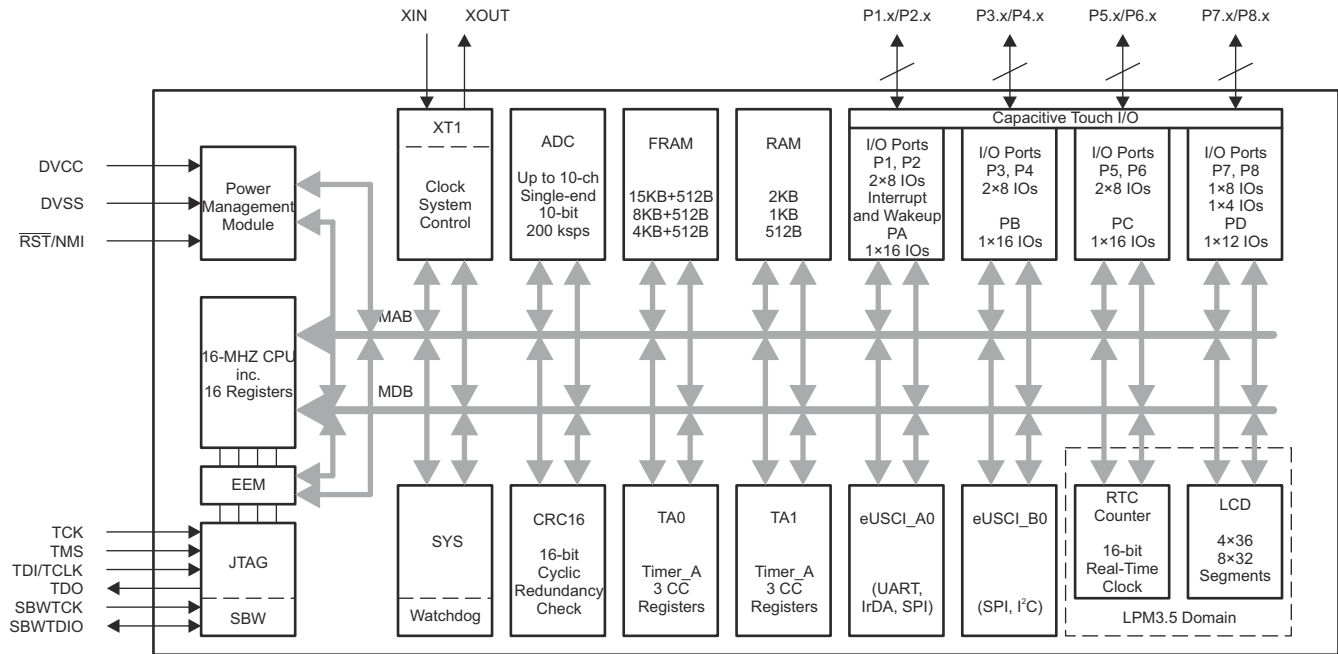 XIN
XOUT
P1.x/P2.x
P3.x/P4.x
P5.x/P6.x
P7.x/P8.x
DVCC
DVSS
RST/NMI
Power
Management
Module
XT1
Clock
System
Control
ADC
Up to 10-ch
Single-end
10-bit
200 ksps
FRAM
15KB+512B
8KB+512B
4KB+512B
RAM
2KB
1KB
512B
Capacitive Touch I/O
I/O Ports
P1, P2
2×8 IOs
Interrupt
and Wakeup
PA
1×16 IOs
I/O Ports
P3, P4
2×8 IOs
PB
1×16 IOs
I/O Ports
P5, P6
2×8 IOs
PC
1×16 IOs
I/O Ports
P7, P8
1×8 IOs
1×4 IOs
PD
1×12 IOs
MAB
16-MHZ CPU
inc.
16 Registers
MDB
EEM
TCK
TMS
TDI/TCLK
TDO
SBWTCK
SBWTDIO
JTAG
SBW
SYS
Watchdog
CRC16
16-bit
Cyclic
Redundancy
Check
TA0
Timer_A
3 CC
Registers
TA1
Timer_A
3 CC
Registers
eUSCI_A0
(UART,
IrDA, SPI)
eUSCI_B0
(SPI, I²C)
RTC
Counter
16-bit
Real-Time
Clock
LCD
4×36
8×32
Segments
LPM3.5 Domain